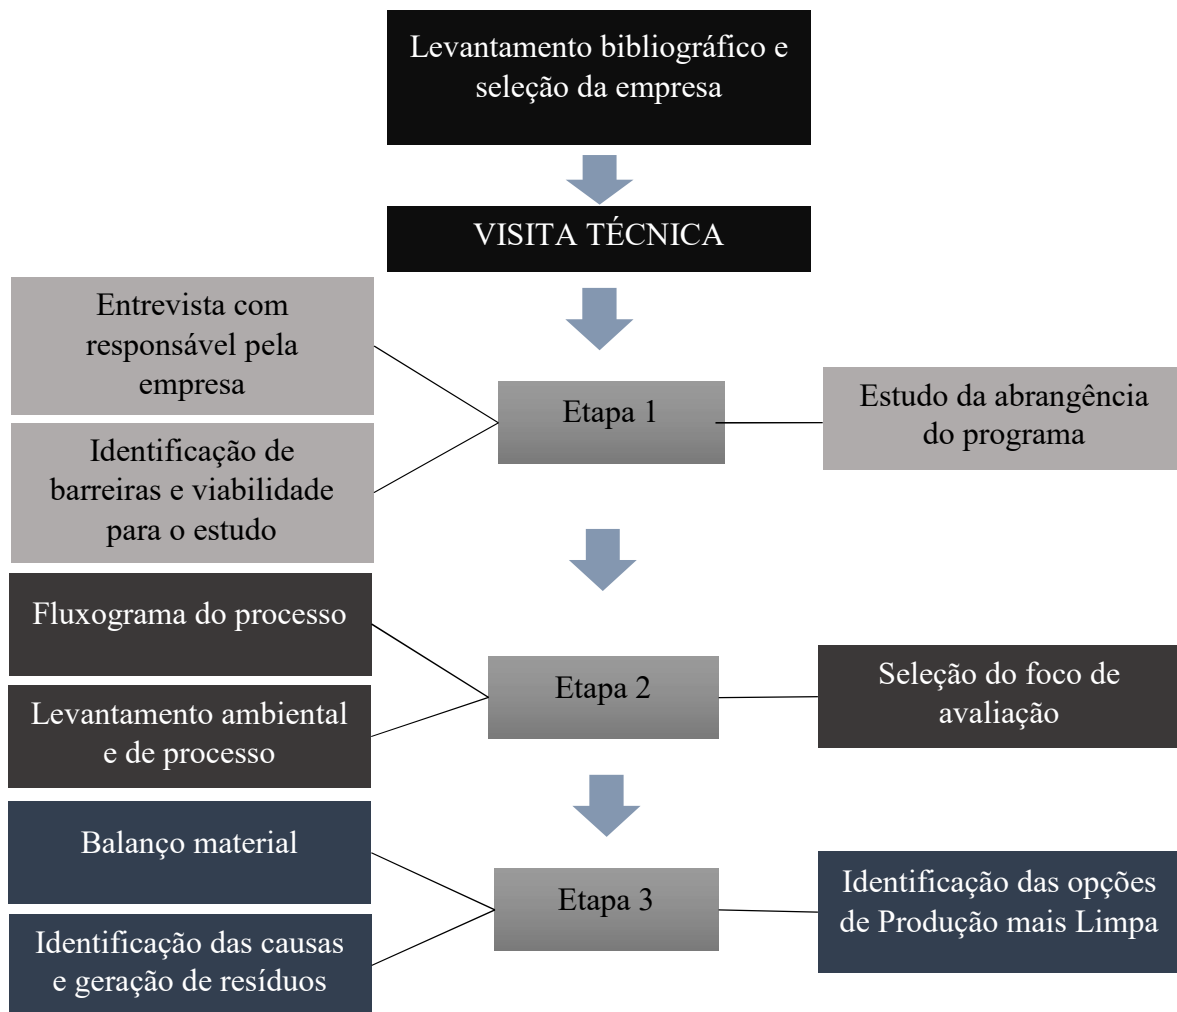 Levantamento bibliográfico e
seleção da empresa
VISITA TÉCNICA
Entrevista com
responsável pela
empresa
Identificação de
barreiras e viabilidade
para o estudo
Etapa 1
Estudo da abrangência
do programa
Fluxograma do processo
Levantamento ambiental
e de processo
Etapa 2
Seleção do foco de
avaliação
Balanço material
Identificação das causas
e geração de resíduos
Etapa 3
Identificação das opções
de Produção mais Limpa